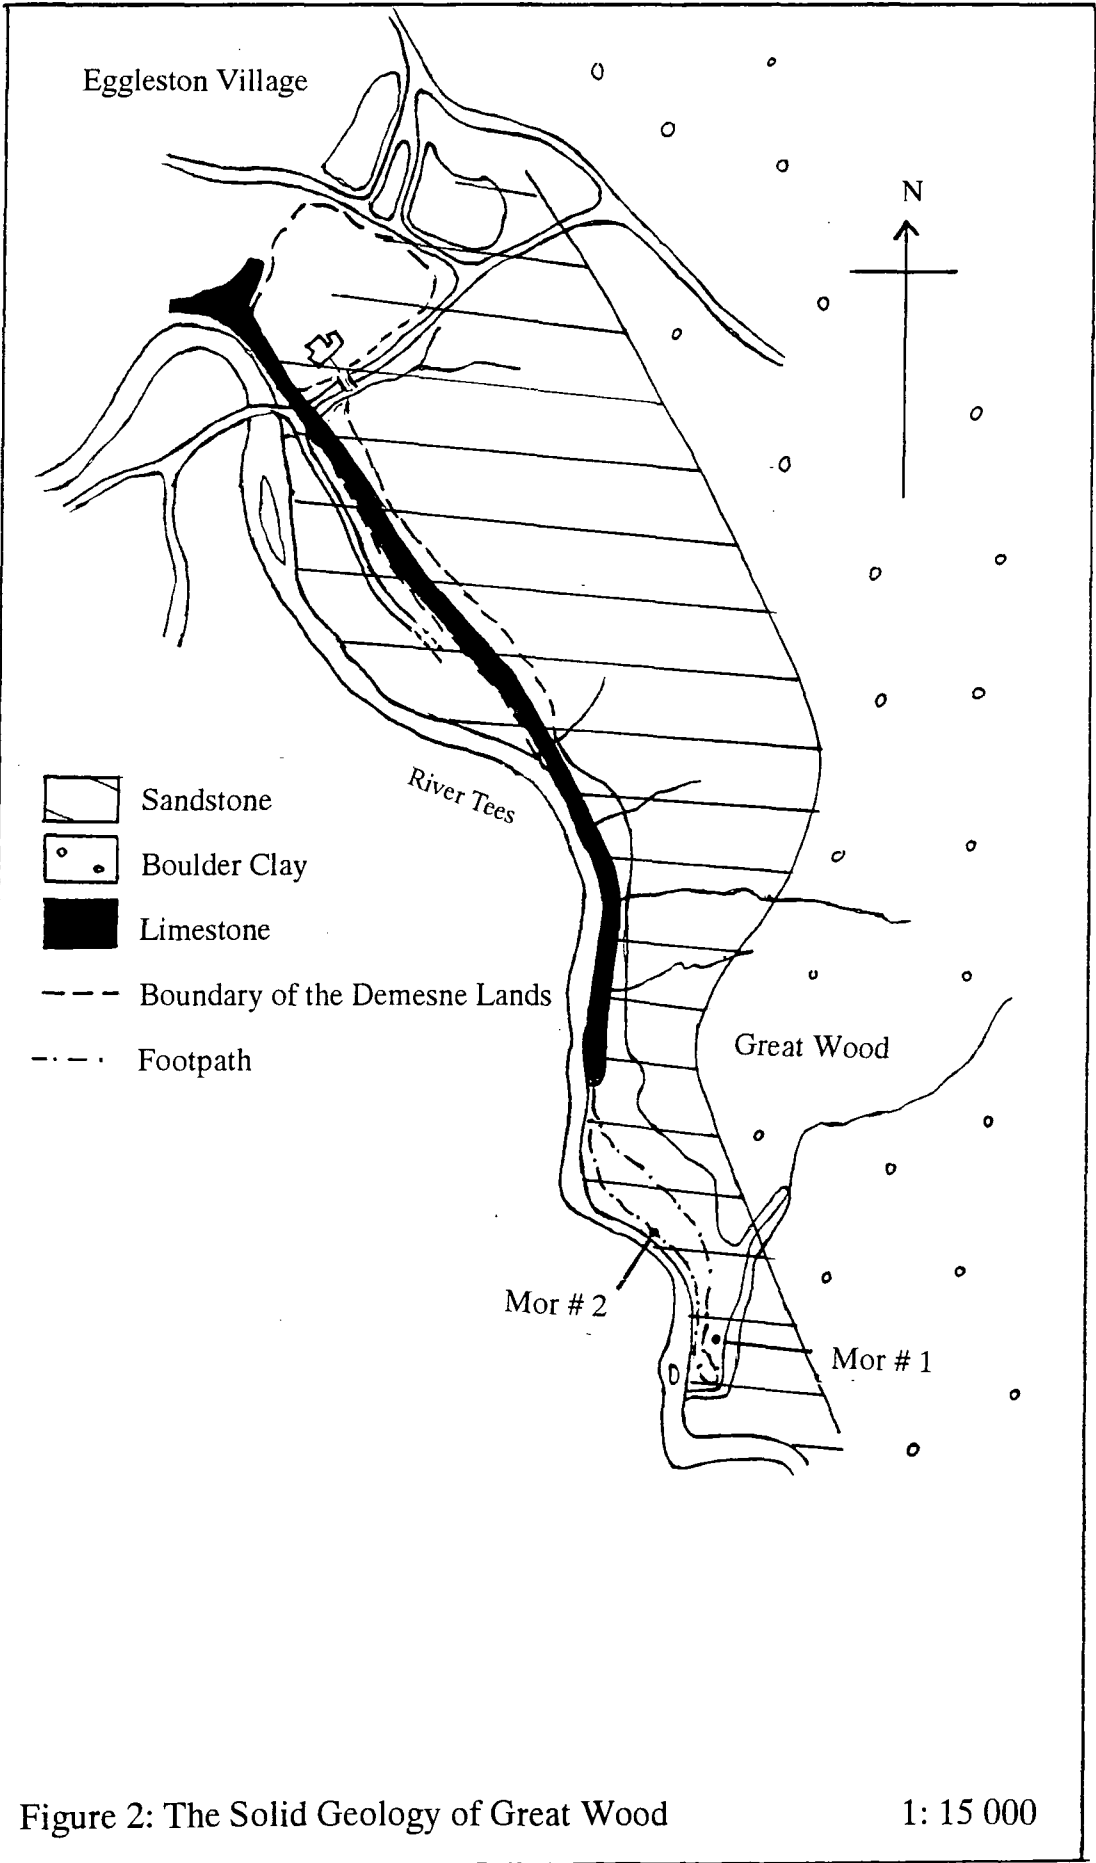 Eggleston Village
N
River Tees
Sandstone
Boulder Clay
Limestone
Boundary of the Demesne Lands
Footpath
Great Wood
Mor # 2
Mor # 1
Figure 2: The Solid Geology of Great Wood 1: 15 000